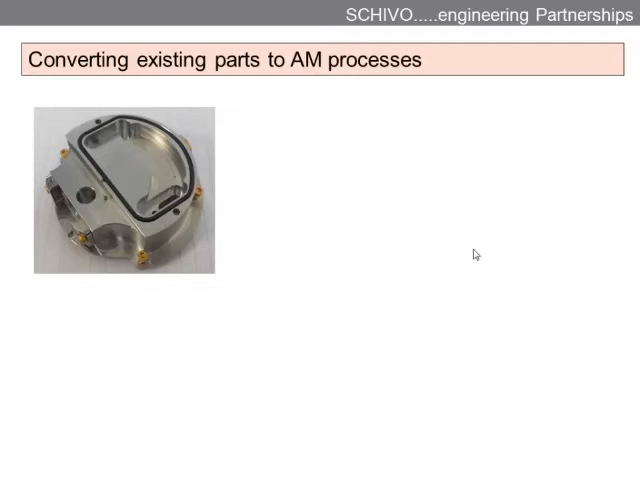 SCHIVO.....engineering Partnerships
Converting existing parts to AM processes